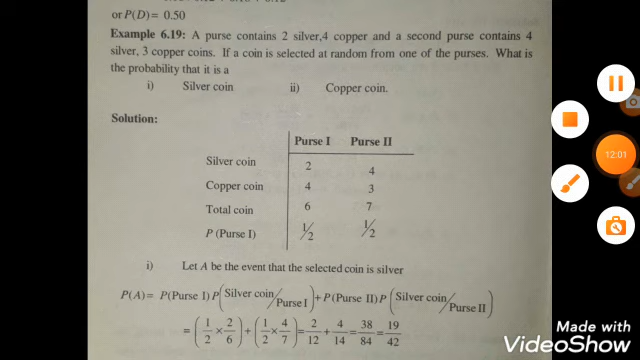 or P(D) = 0.50
Example 6.19: A purse contains 2 silver,4 copper and a second purse contains 4
silver, 3 copper coins. If a coin is selected at random from one of the purses. What is
the probability that it is a
i) Silver coin ii) Copper coin.
Solution:
Purse I Purse II
Silver coin 2 4
Copper coin 4 3
Total coin 6 7
P (Purse I) 1/2 1/2
i) Let A be the event that the selected coin is silver
P(A)= P(Purse I) P(Silver coin/Purse I) + P(Purse II) P(Silver coin/Purse II)
= (1/2 × 2/6) + (1/2 × 4/7) = 2/12 + 4/14 = 38/84 = 19/42
12:01
Made with
VideoShow